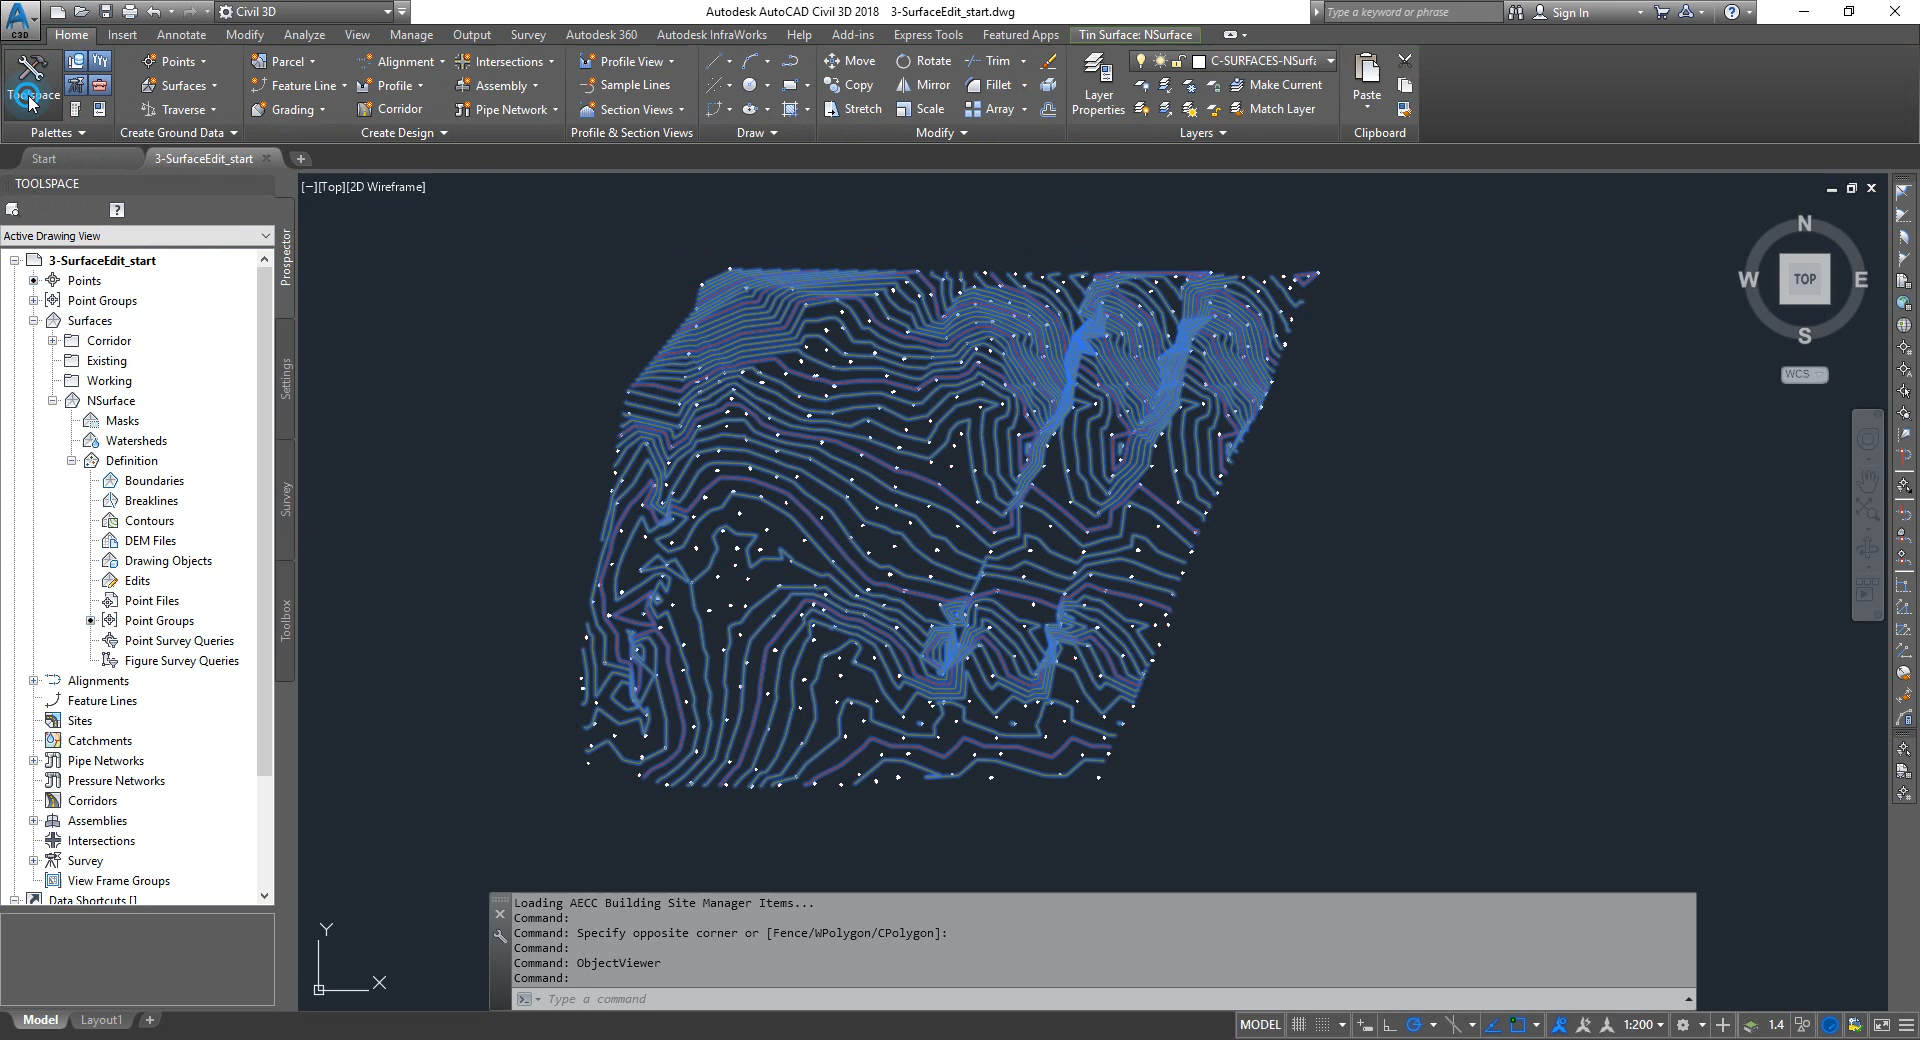 Civil 3D
Autodesk AutoCAD Civil 3D 2018 3-SurfaceEdit_start.dwg
Type a keyword or phrase
Sign In
C3D
Home Insert Annotate Modify Analyze View Manage Output Survey Autodesk 360 Autodesk InfraWorks Help Add-ins Express Tools Featured Apps Tin Surface: NSurface
Points Parcel Alignment Intersections Profile View Move Rotate Trim C-SURFACES-NSurfa
Toolspace Surfaces Feature Line Profile Assembly Sample Lines Copy Mirror Fillet Layer Properties Make Current Paste
Traverse Grading Corridor Pipe Network Section Views Stretch Scale Array Match Layer
Palettes Create Ground Data Create Design Profile & Section Views Draw Modify Layers Clipboard
Start 3-SurfaceEdit_start
TOOLSPACE
[−][Top][2D Wireframe]
Active Drawing View
3-SurfaceEdit_start
Points
Point Groups
Surfaces
Corridor
Existing
Working
NSurface
Masks
Watersheds
Definition
Boundaries
Breaklines
Contours
DEM Files
Drawing Objects
Edits
Point Files
Point Groups
Point Survey Queries
Figure Survey Queries
Alignments
Feature Lines
Sites
Catchments
Pipe Networks
Pressure Networks
Corridors
Assemblies
Intersections
Survey
View Frame Groups
Data Shortcuts []
Prospector
Settings
Survey
Toolbox
N
W TOP E
S
WCS
Y
X
Loading AECC Building Site Manager Items...
Command:
Command: Specify opposite corner or [Fence/WPolygon/CPolygon]:
Command:
Command: ObjectViewer
Command:
Type a command
Model Layout1
MODEL 1:200 1.4